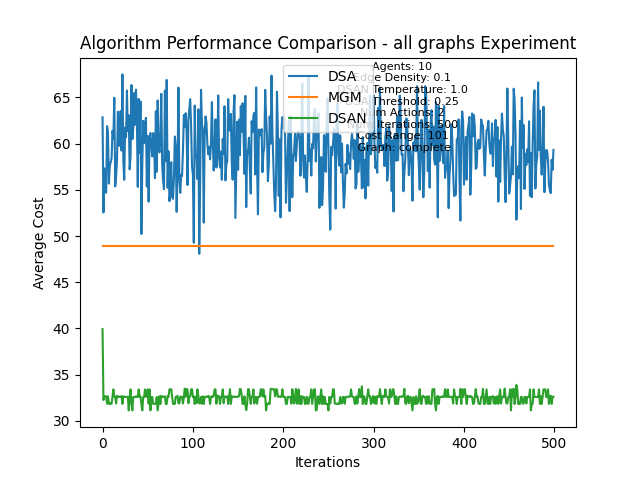 Algorithm Performance Comparison - all graphs Experiment
DSA
MGM
DSAN
Agents: 10
Edge Density: 0.1
Temperature: 1.0
Threshold: 0.25
Actions: 2
Iterations: 500
Cost Range: 101
Graph: complete
Average Cost
65
60
55
50
45
40
35
30
0
100
200
300
400
500
Iterations